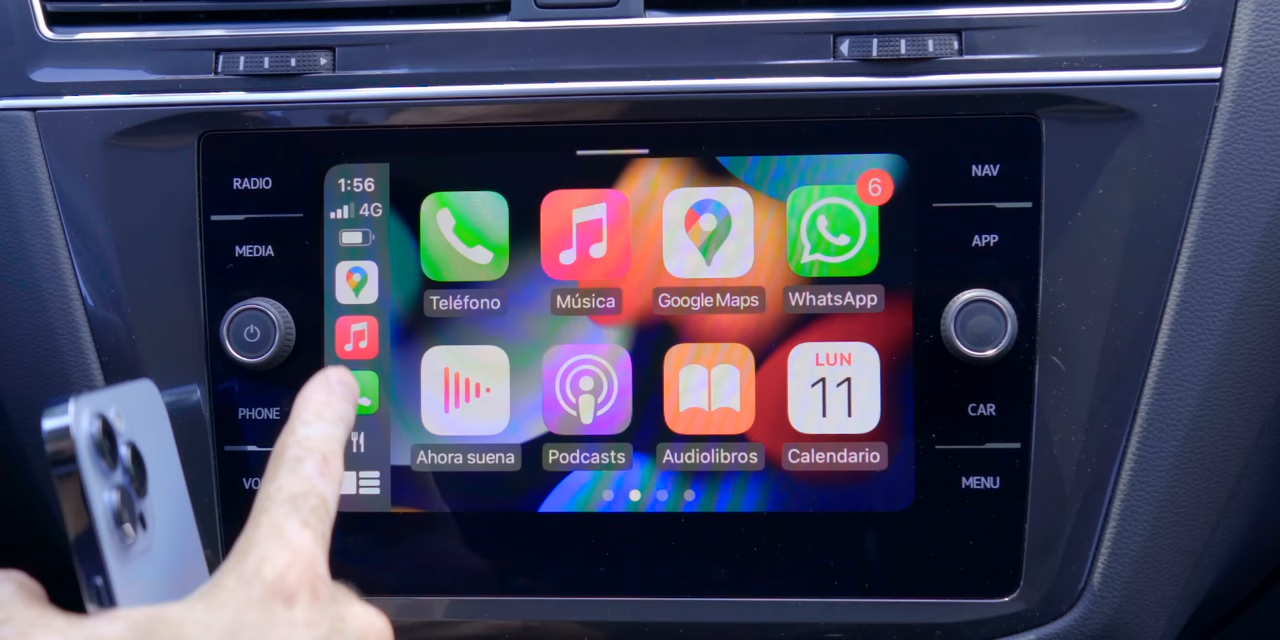 RADIO
MEDIA
PHONE
1:56
4G
6
Teléfono
Música
Google Maps
WhatsApp
LUN
11
Ahora suena
Podcasts
Audiolibros
Calendario
NAV
APP
CAR
MENU